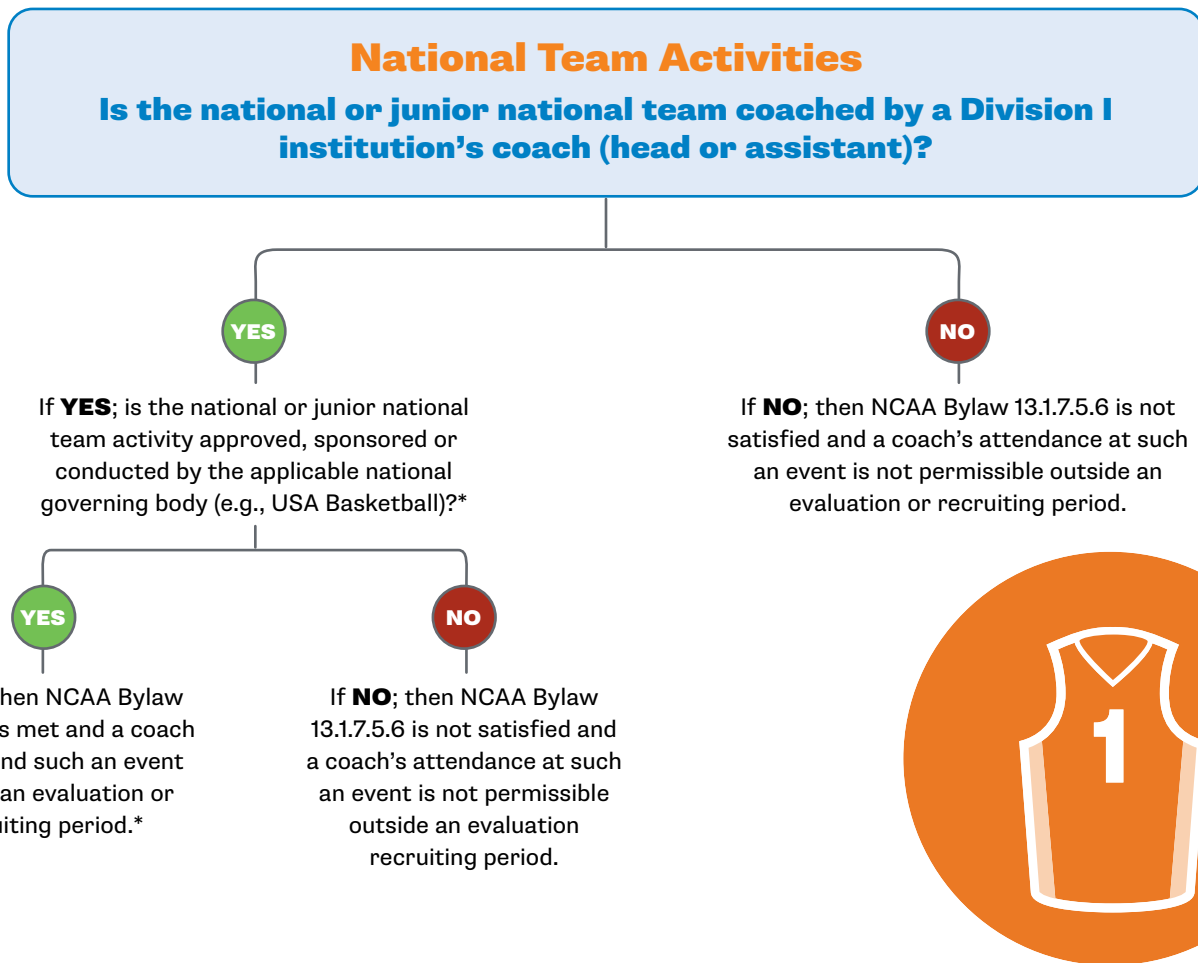 National Team Activities
Is the national or junior national team coached by a Division I
institution’s coach (head or assistant)?
YES
NO
If YES; is the national or junior national
team activity approved, sponsored or
conducted by the applicable national
governing body (e.g., USA Basketball)?*
If NO; then NCAA Bylaw 13.1.7.5.6 is not
satisfied and a coach’s attendance at such
an event is not permissible outside an
evaluation or recruiting period.
YES
NO
then NCAA Bylaw
met and a coach
such an event
an evaluation or
period.*
If NO; then NCAA Bylaw
13.1.7.5.6 is not satisfied and
a coach’s attendance at such
an event is not permissible
outside an evaluation
recruiting period.
1